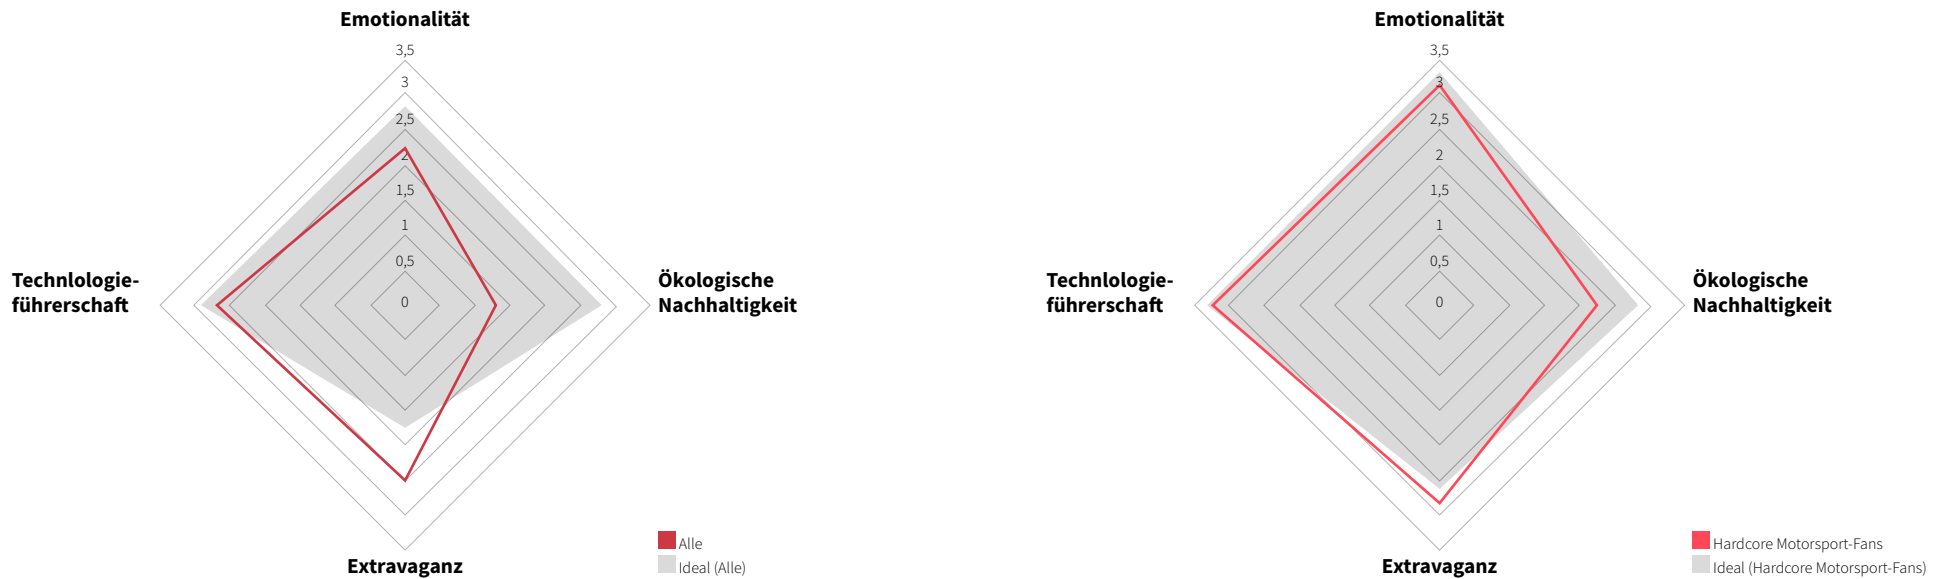 Emotionalität
3,5
3
2,5
2
1,5
1
0,5
0
Technlologie-
führerschaft
Ökologische
Nachhaltigkeit
Extravaganz
Alle
Ideal (Alle)
Emotionalität
3,5
3
2,5
2
1,5
1
0,5
0
Technlologie-
führerschaft
Ökologische
Nachhaltigkeit
Extravaganz
Hardcore Motorsport-Fans
Ideal (Hardcore Motorsport-Fans)